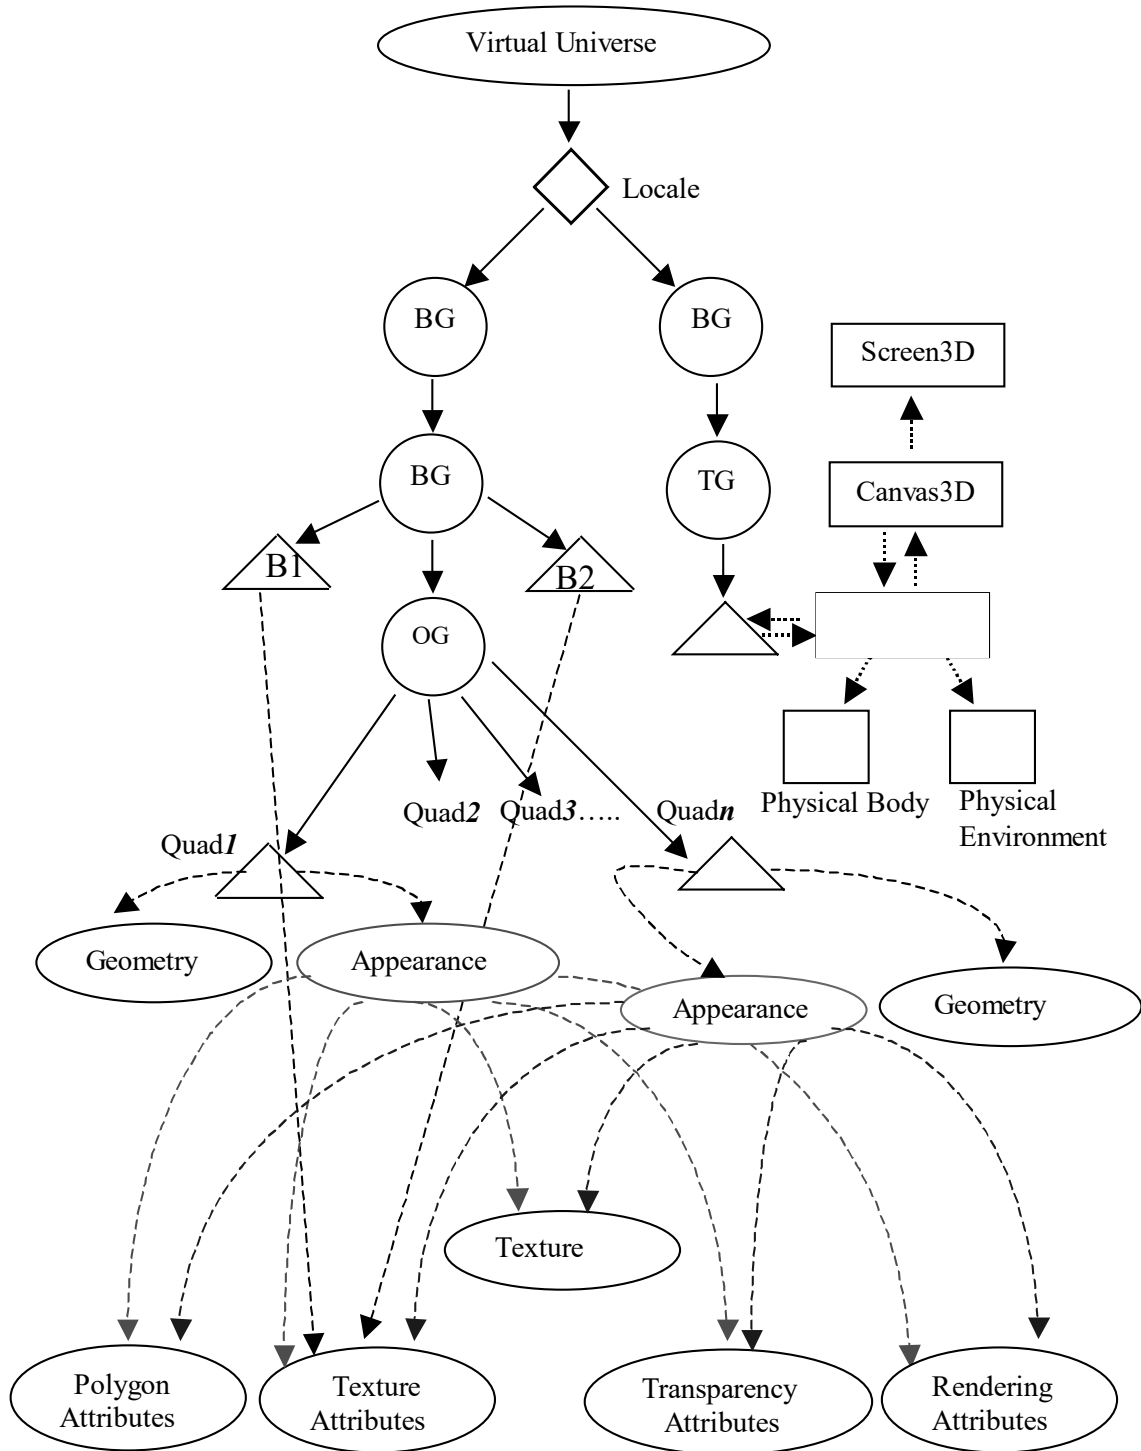 Virtual Universe
Locale
BG
BG
Screen3D
BG
TG
Canvas3D
B1
B2
OG
Physical Body
Physical
Environment
Quad1
Quad2
Quad3.....
Quadn
Geometry
Appearance
Appearance
Geometry
Texture
Polygon
Attributes
Texture
Attributes
Transparency
Attributes
Rendering
Attributes